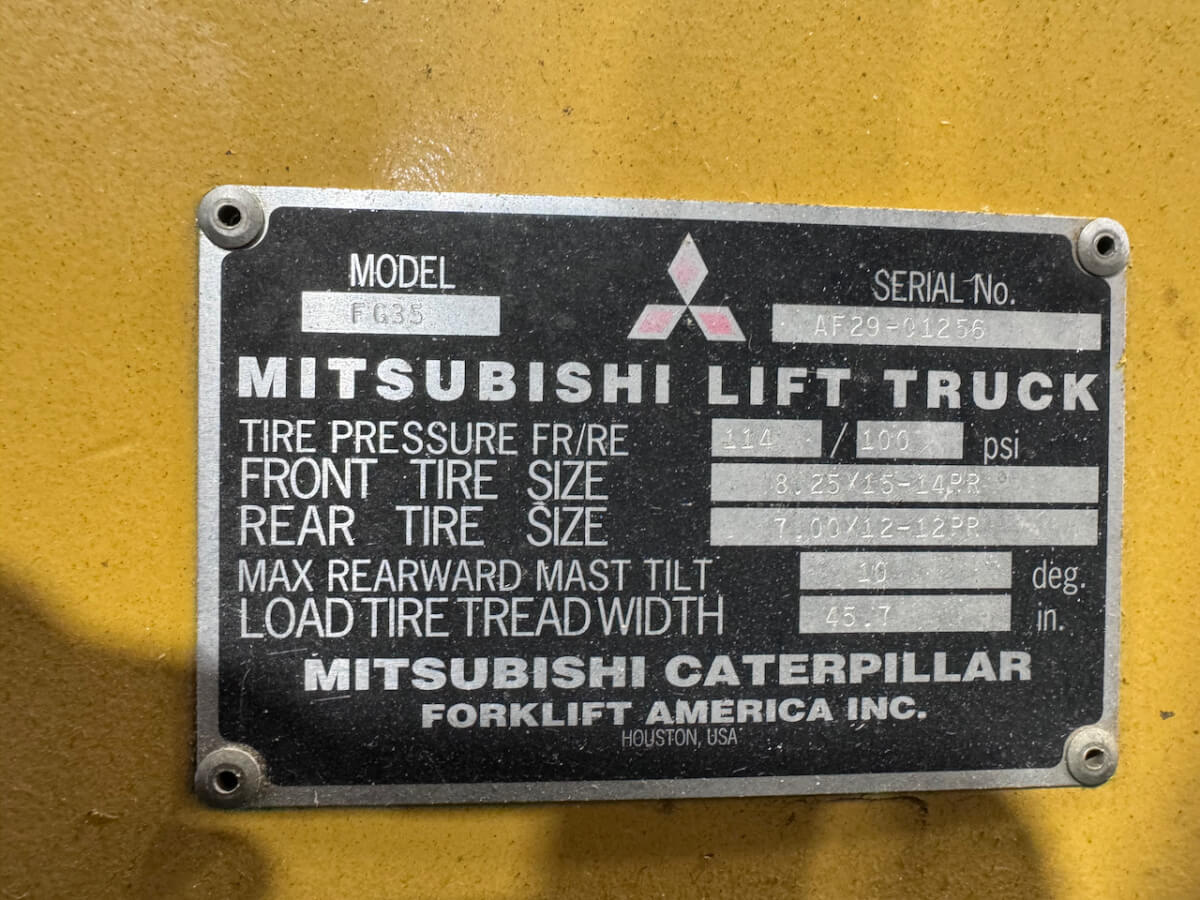 MODEL
SERIAL No.
FG35
AF29-01256
MITSUBISHI LIFT TRUCK
TIRE PRESSURE FR/RE 114 / 100 psi
FRONT TIRE SIZE 8.25X15-14PR
REAR TIRE SIZE 7.00X12-12PR
MAX REARWARD MAST TILT 10 deg.
LOAD TIRE TREAD WIDTH 45.7 in.
MITSUBISHI CATERPILLAR
FORKLIFT AMERICA INC.
HOUSTON, USA